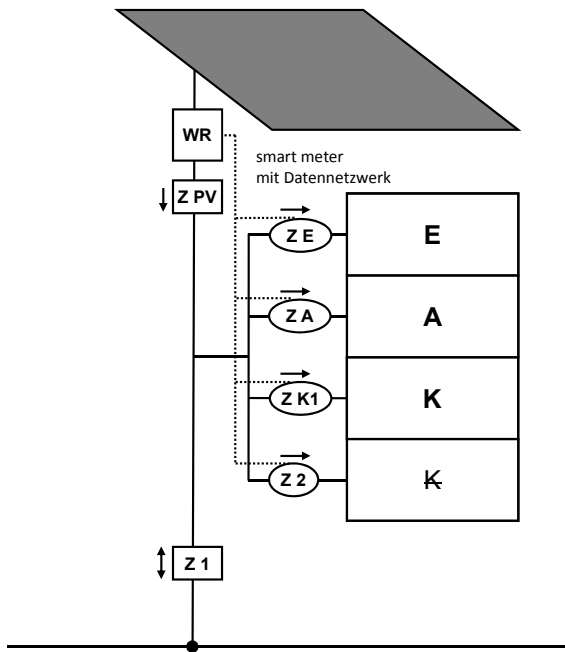 WR
smart meter
mit Datennetzwerk
Z PV
Z E
E
Z A
A
Z K1
K
Z 2
K
Z 1